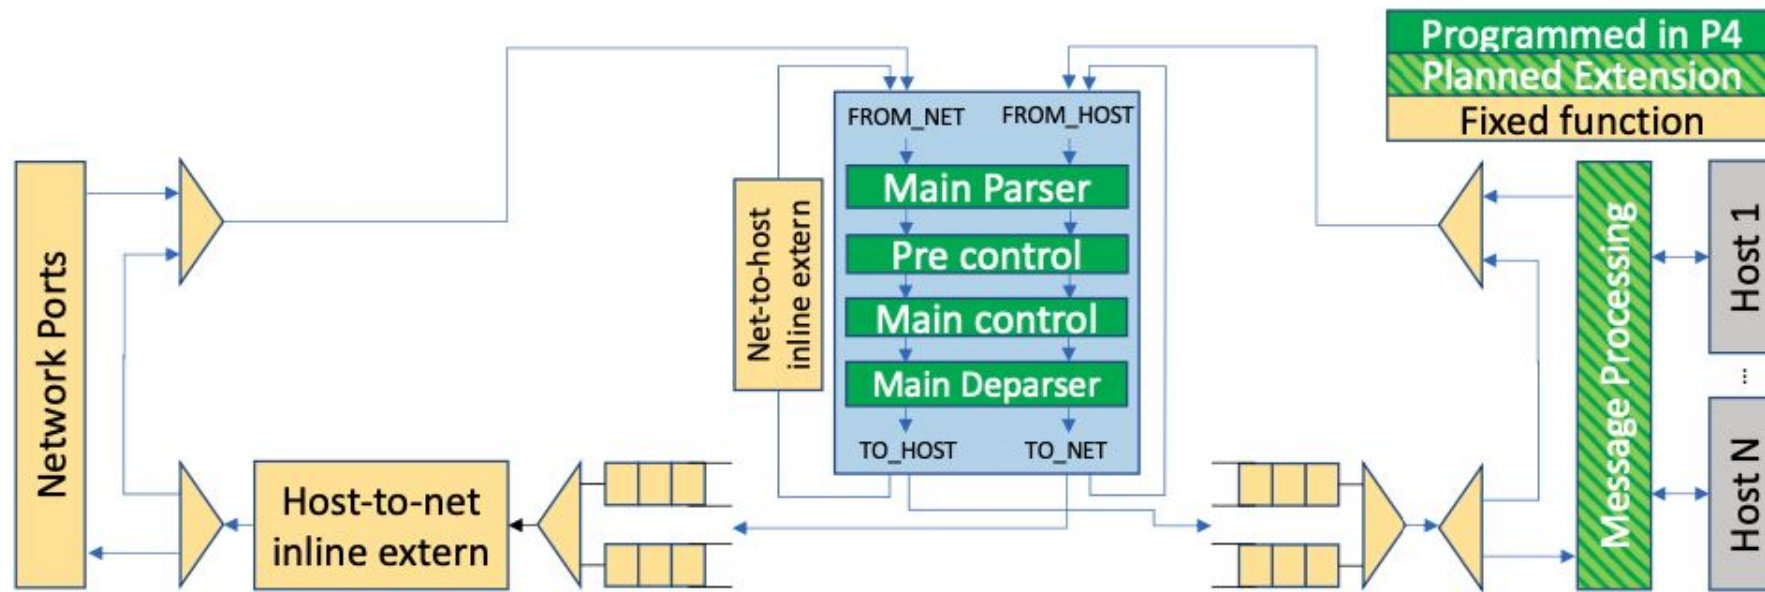 Programmed in P4
Planned Extension
Fixed function
FROM_NET
FROM_HOST
Main Parser
Pre control
Main control
Main Deparser
TO_HOST
TO_NET
Network Ports
Net-to-host
inline extern
Host-to-net
inline extern
Message Processing
Host 1
...
Host N